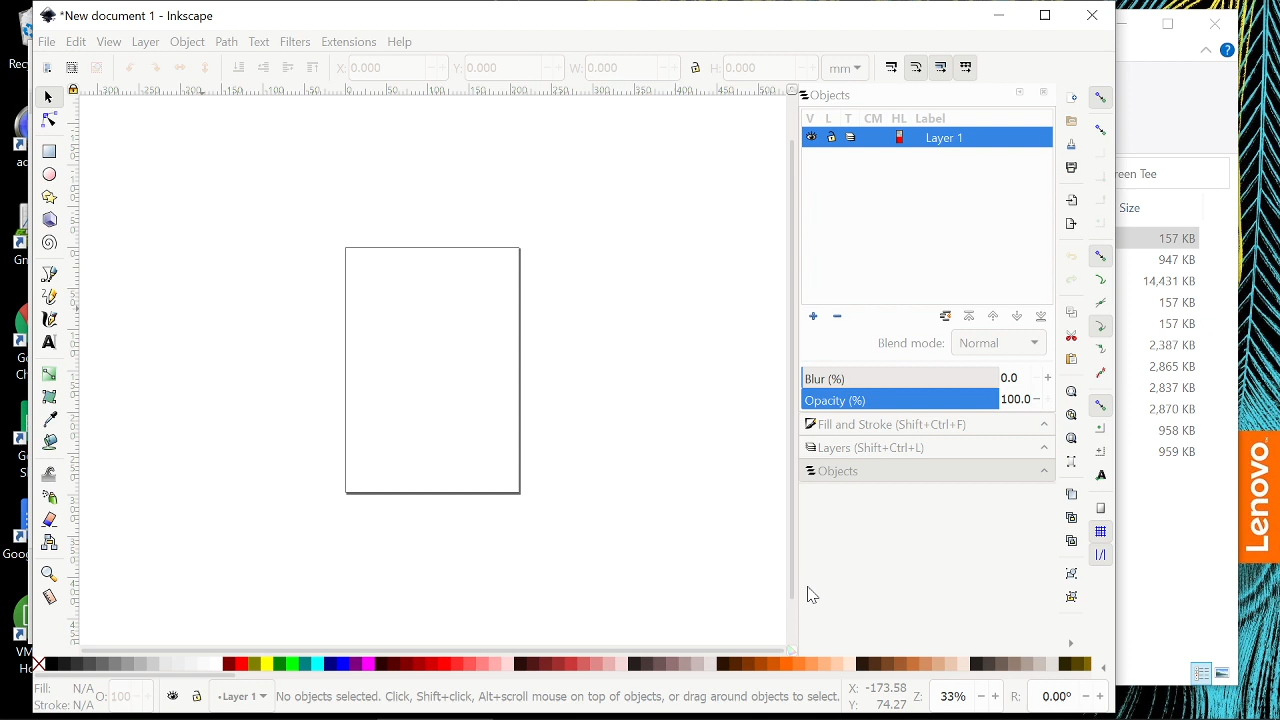 *New document 1 - Inkscape
File Edit View Layer Object Path Text Filters Extensions Help
X: 0.000 Y: 0.000 W: 0.000 H: 0.000 mm
Objects
V L T CM HL Label
Layer 1
Blend mode: Normal
Blur (%) 0.0
Opacity (%) 100.0
Fill and Stroke (Shift+Ctrl+F)
Layers (Shift+Ctrl+L)
Objects
reen Tee
Size
157 KB
947 KB
14,431 KB
157 KB
157 KB
2,387 KB
2,865 KB
2,837 KB
2,870 KB
958 KB
959 KB
Lenovo
Fill: N/A
Stroke: N/A
O: 100
Layer 1
No objects selected. Click, Shift+click, Alt+scroll mouse on top of objects, or drag around objects to select.
X: -173.58
Y: 74.27
Z: 33%
R: 0.00°